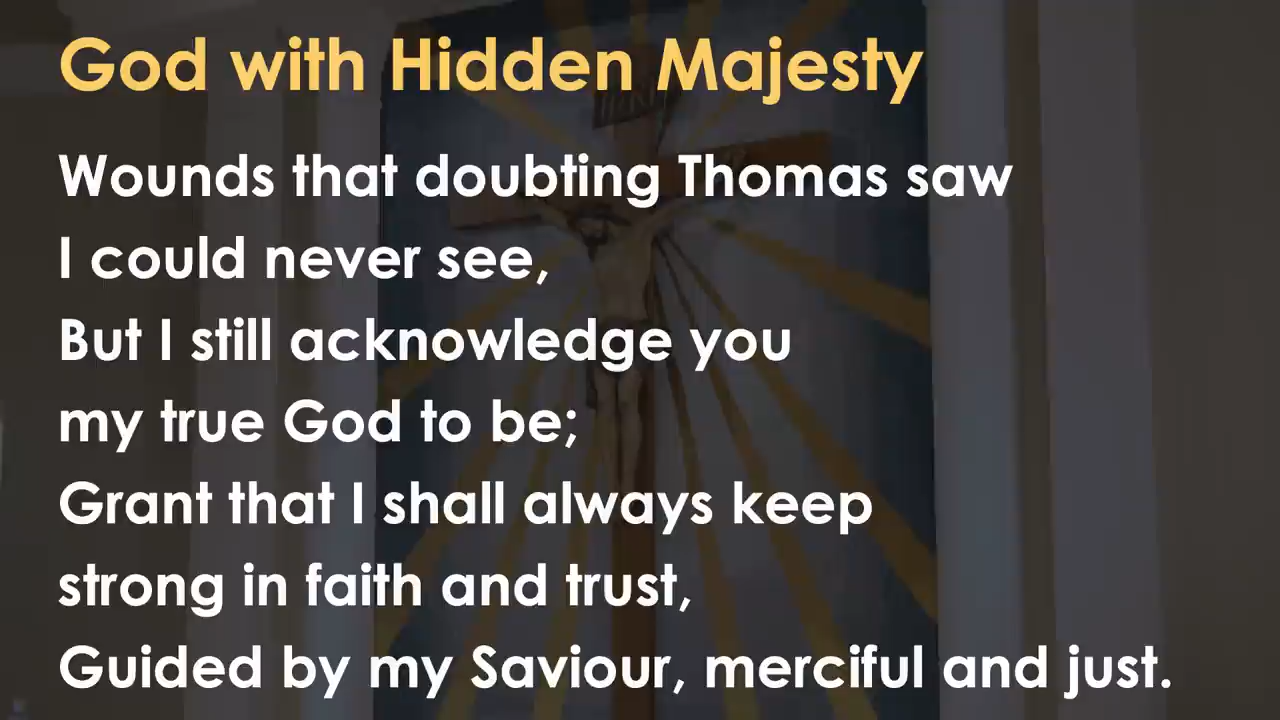 God with Hidden Majesty
Wounds that doubting Thomas saw
I could never see,
But I still acknowledge you
my true God to be;
Grant that I shall always keep
strong in faith and trust,
Guided by my Saviour, merciful and just.